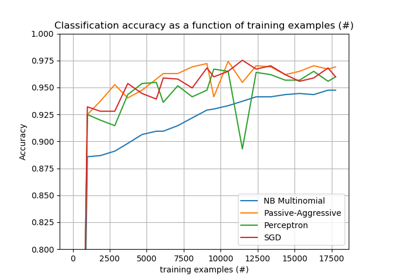 Classification accuracy as a function of training examples (#)
1.000
0.975
0.950
0.925
0.900
0.875
0.850
0.825
0.800
Accuracy
NB Multinomial
Passive-Aggressive
Perceptron
SGD
0 2500 5000 7500 10000 12500 15000 17500
training examples (#)